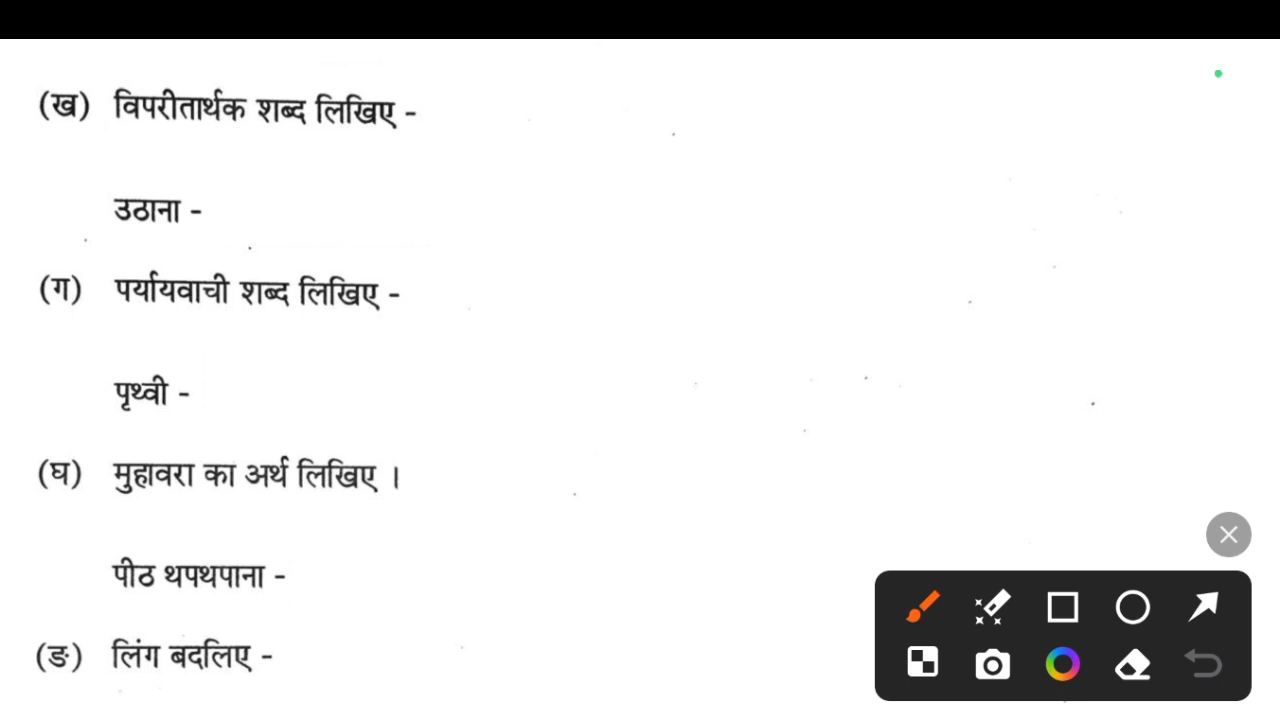 (ख) विपरीतार्थक शब्द लिखिए -
उठाना -
(ग) पर्यायवाची शब्द लिखिए -
पृथ्वी -
(घ) मुहावरा का अर्थ लिखिए ।
पीठ थपथपाना -
(ङ) लिंग बदलिए -